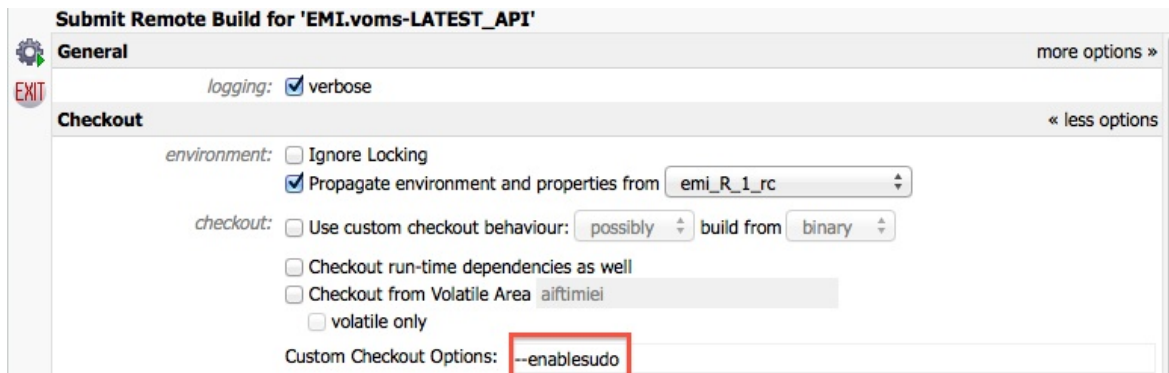 Submit Remote Build for 'EMI.voms-LATEST_API'
General more options »
EXIT
logging: verbose
Checkout « less options
environment: Ignore Locking
Propagate environment and properties from emi_R_1_rc
checkout: Use custom checkout behaviour: possibly build from binary
Checkout run-time dependencies as well
Checkout from Volatile Area aiftimiei
volatile only
Custom Checkout Options: --enablesudo